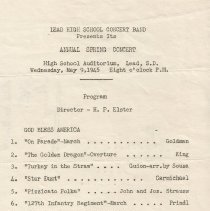 LEAD HIGH SCHOOL CONCERT BAND
Presents Its
ANNUAL SPRING CONCERT
High School Auditorium, Lead, S.D.
Wednesday, May 9,1945 Eight o'clock P.M.
Program
Director - H. F. Elster
GOD BLESS AMERICA
1. "On Parade"-March . . . . . . . . Goldman
2. "The Golden Dragon"-Overture . . . . . King
3. "Turkey in the Straw" . . . . Guion-arr.by Sousa
4. "Star Dust" . . . . . . . . Carmichael
5. "Pizzicato Polka" . . . . John and Jos. Strauss
6. "127th Infantry Regiment"-March . . . . Prindl